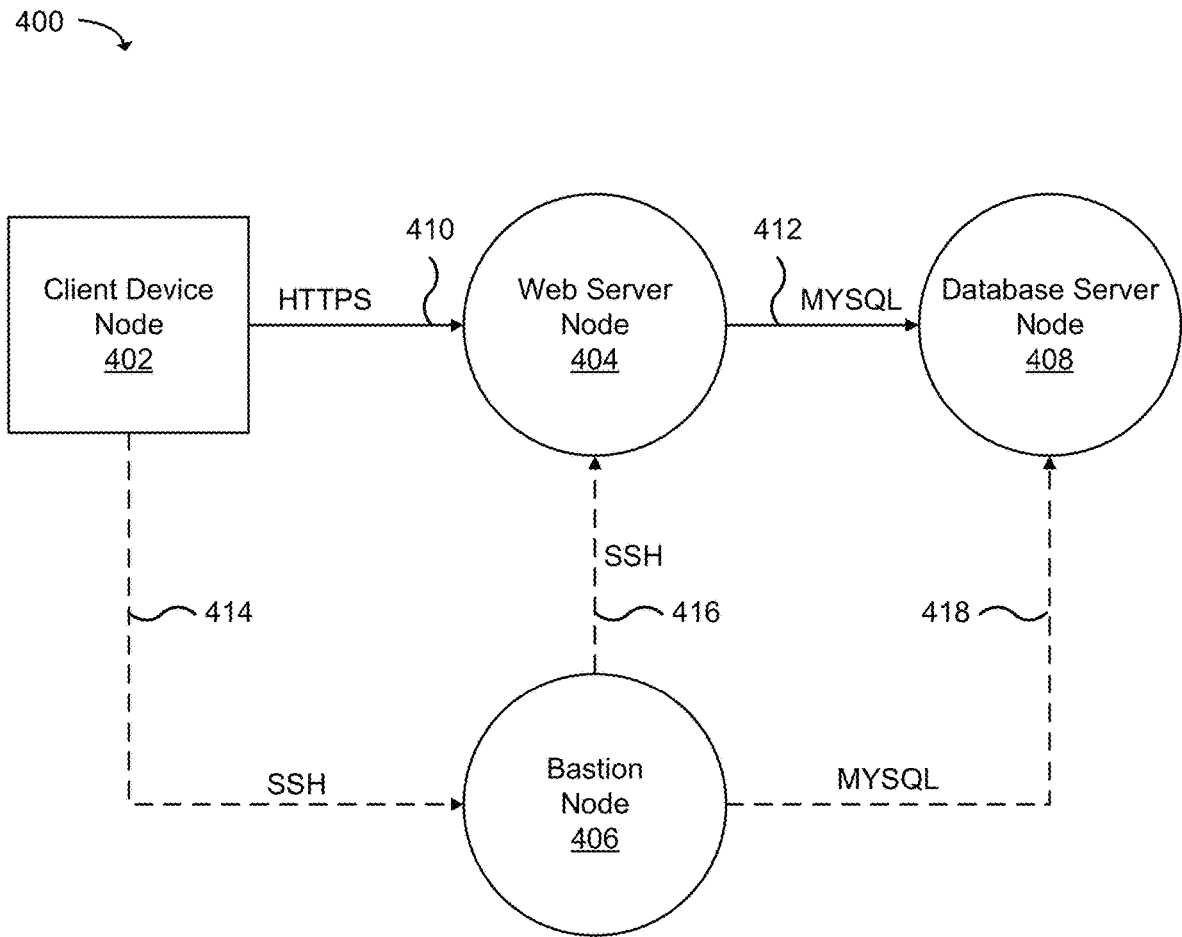 400
410
412
Client Device
Node
402
HTTPS
Web Server
Node
404
MYSQL
Database Server
Node
408
SSH
414
416
418
SSH
Bastion
Node
406
MYSQL